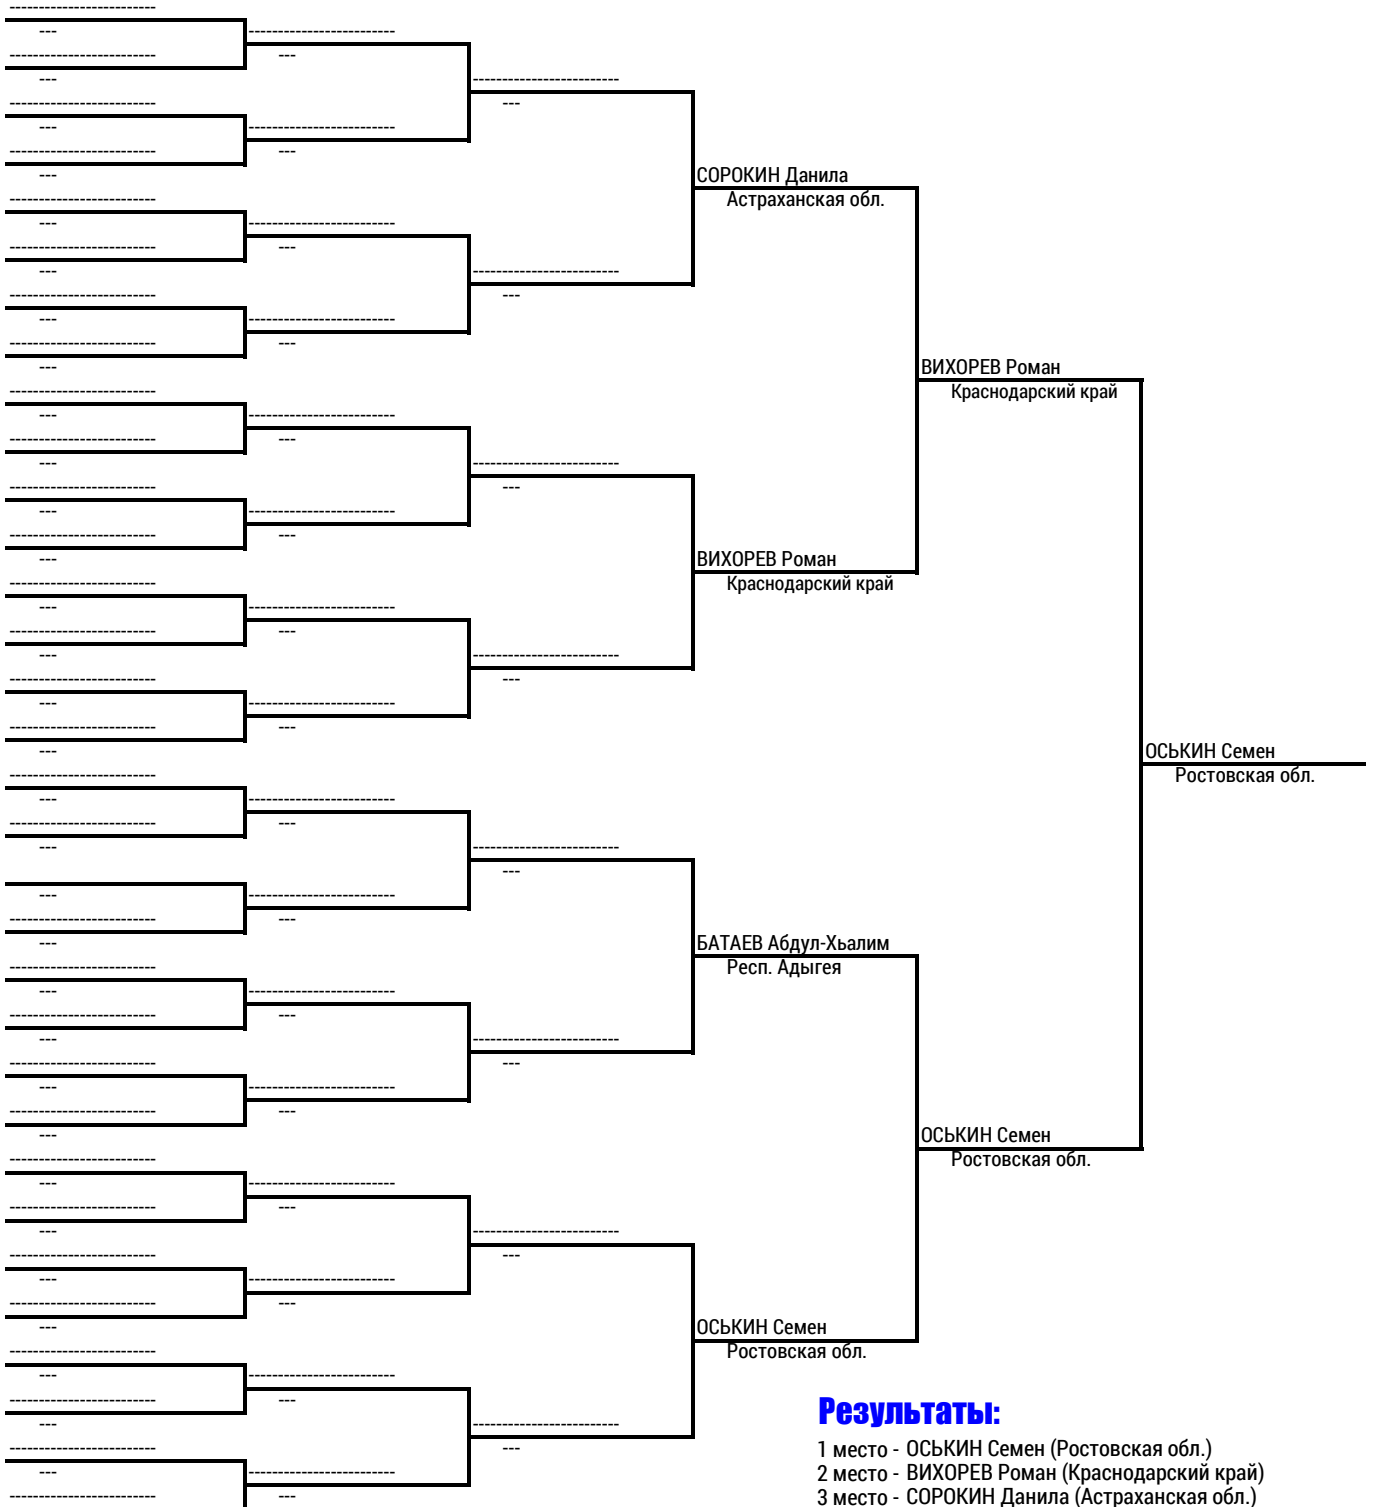 СОРОКИН Данила
Астраханская обл.
ВИХОРЕВ Роман
Краснодарский край
ВИХОРЕВ Роман
Краснодарский край
ОСЬКИН Семен
Ростовская обл.
БАТАЕВ Абдул-Хьалим
Респ. Адыгея
ОСЬКИН Семен
Ростовская обл.
ОСЬКИН Семен
Ростовская обл.
Результаты:
1 место - ОСЬКИН Семен (Ростовская обл.)
2 место - ВИХОРЕВ Роман (Краснодарский край)
3 место - СОРОКИН Данила (Астраханская обл.)